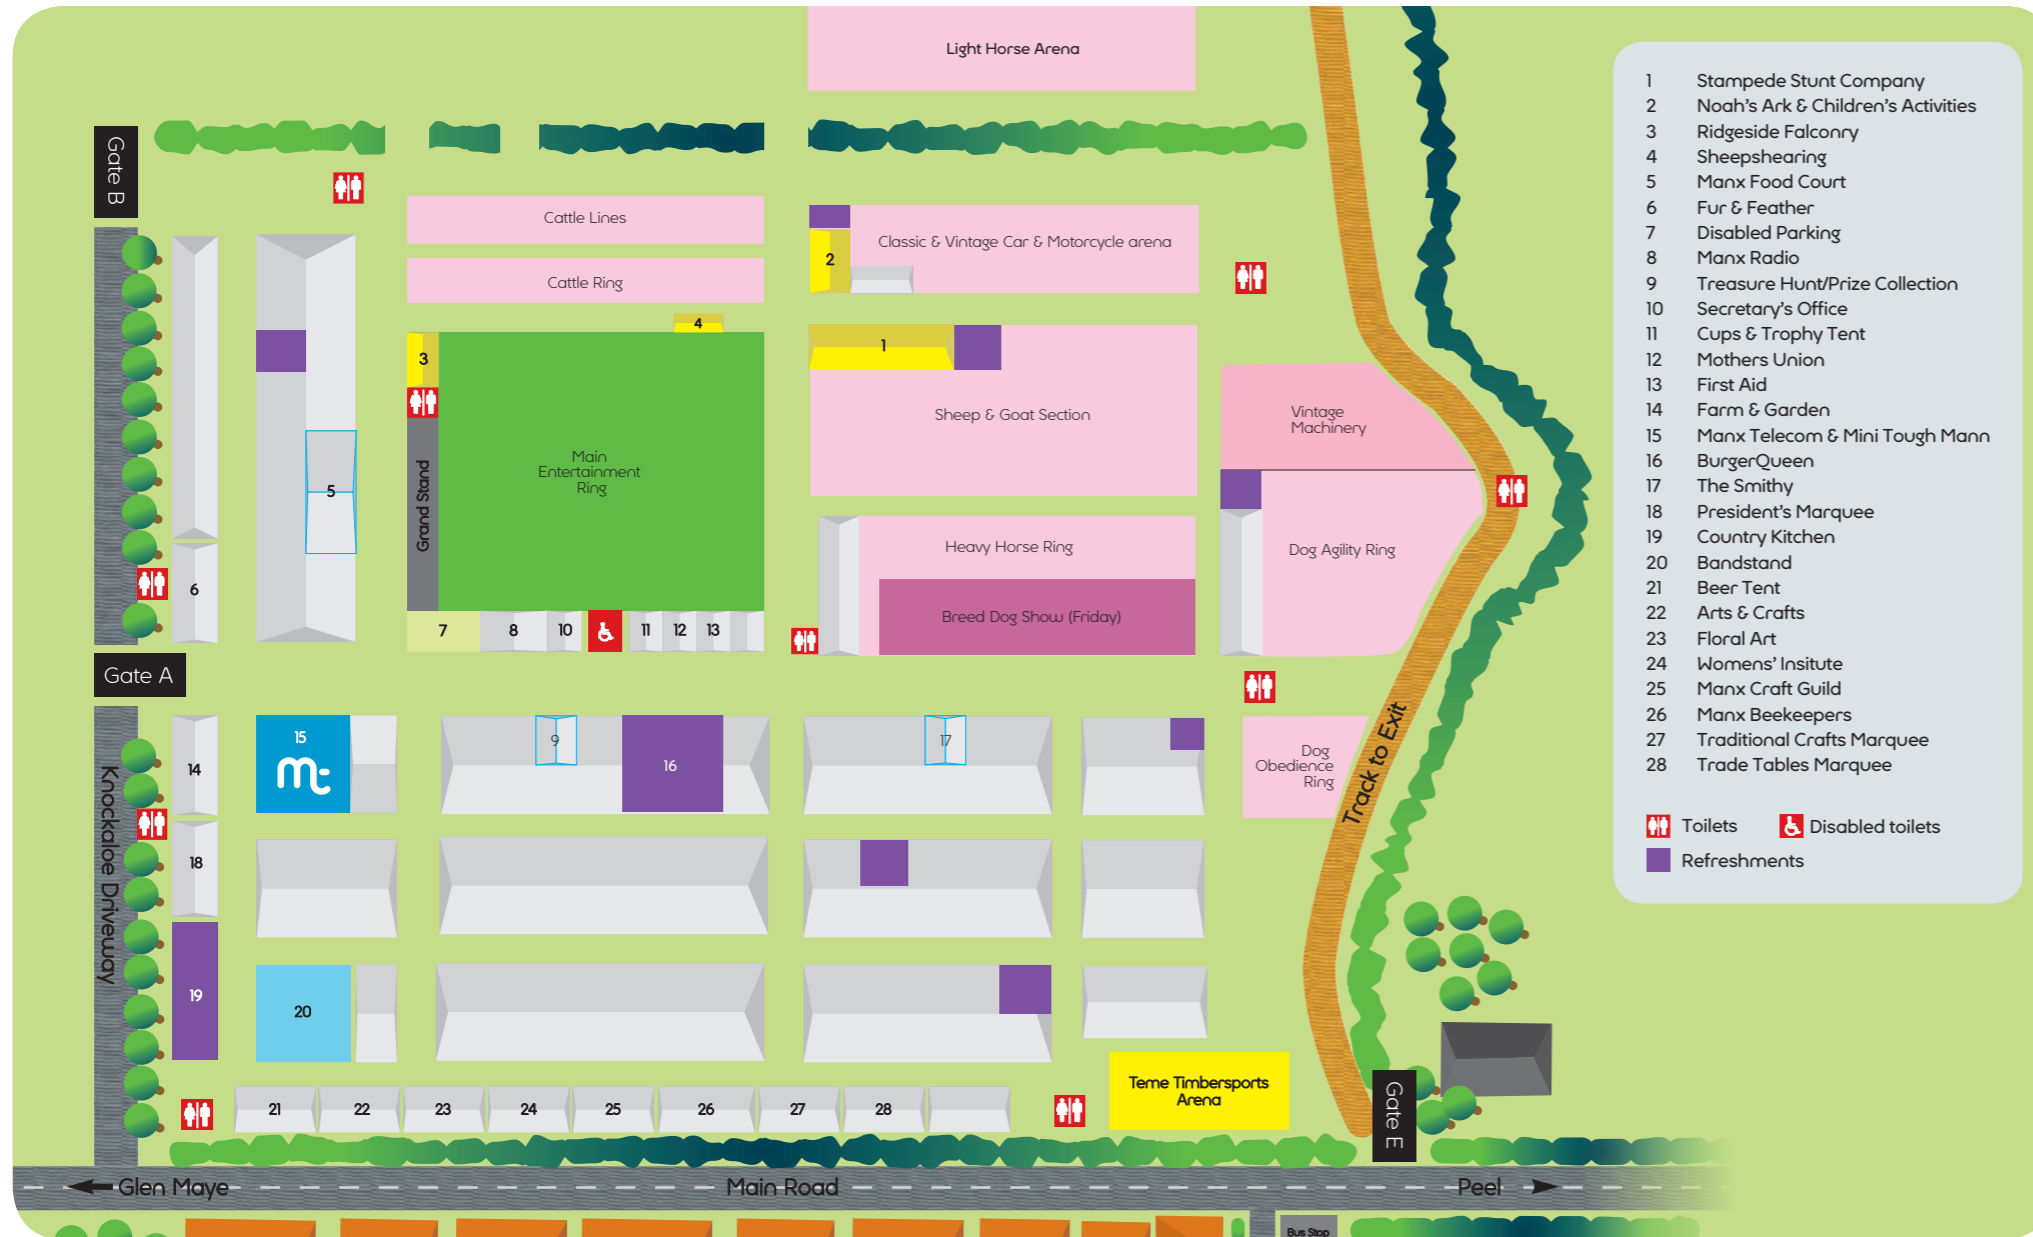 Light Horse Arena
Gate B
Cattle Lines
Cattle Ring
Classic & Vintage Car & Motorcycle arena
2
4
3
1
Grand Stand
Main
Entertainment
Ring
Sheep & Goat Section
Vintage
Machinery
5
6
Heavy Horse Ring
Breed Dog Show (Friday)
Dog Agility Ring
7
8
10
11
12
13
Gate A
Knockaloe Driveway
14
15
mt
9
16
17
Dog
Obedience
Ring
Track to Exit
18
19
20
21
22
23
24
25
26
27
28
Teme Timbersports
Arena
Gate E
Glen Maye
Main Road
Peel
Bus Stop
1 Stampede Stunt Company
2 Noah's Ark & Children's Activities
3 Ridgeside Falconry
4 Sheepshearing
5 Manx Food Court
6 Fur & Feather
7 Disabled Parking
8 Manx Radio
9 Treasure Hunt/Prize Collection
10 Secretary's Office
11 Cups & Trophy Tent
12 Mothers Union
13 First Aid
14 Farm & Garden
15 Manx Telecom & Mini Tough Mann
16 BurgerQueen
17 The Smithy
18 President's Marquee
19 Country Kitchen
20 Bandstand
21 Beer Tent
22 Arts & Crafts
23 Floral Art
24 Womens' Insitute
25 Manx Craft Guild
26 Manx Beekeepers
27 Traditional Crafts Marquee
28 Trade Tables Marquee
Toilets
Disabled toilets
Refreshments